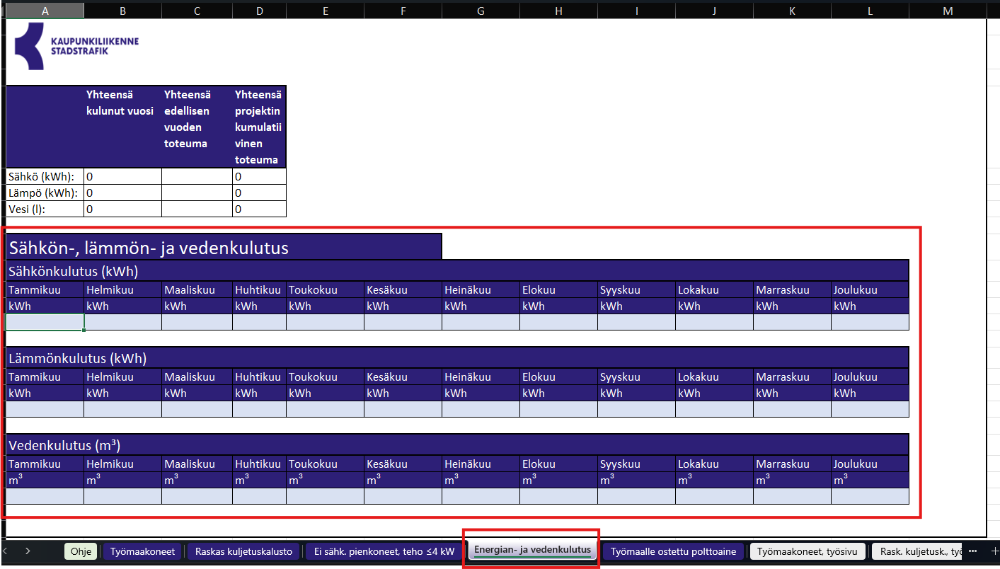 A B C D E F G H I J K L M
KAUPUNKILIIKENNE
STADSTRAFIK
Yhteensä kulunut vuosi
Yhteensä edellisen vuoden toteuma
Yhteensä projektin kumulatii vinen toteuma
Sähkö (kWh): 0 0
Lämpö (kWh): 0 0
Vesi (l): 0 0
Sähkön-, lämmön- ja vedenkulutus
Sähkönkulutus (kWh)
Tammikuu Helmikuu Maaliskuu Huhtikuu Toukokuu Kesäkuu Heinäkuu Elokuu Syyskuu Lokakuu Marraskuu Joulukuu
kWh kWh kWh kWh kWh kWh kWh kWh kWh kWh kWh kWh
Lämmönkulutus (kWh)
Tammikuu Helmikuu Maaliskuu Huhtikuu Toukokuu Kesäkuu Heinäkuu Elokuu Syyskuu Lokakuu Marraskuu Joulukuu
kWh kWh kWh kWh kWh kWh kWh kWh kWh kWh kWh kWh
Vedenkulutus (m³)
Tammikuu Helmikuu Maaliskuu Huhtikuu Toukokuu Kesäkuu Heinäkuu Elokuu Syyskuu Lokakuu Marraskuu Joulukuu
m³ m³ m³ m³ m³ m³ m³ m³ m³ m³ m³ m³
Ohje Työmaakoneet Raskas kuljetuskalusto Ei sähk. pienkoneet, teho ≤4 kW Energian- ja vedenkulutus Työmaalle ostettu polttoaine Työmaakoneet, työsivu Rask. kuljetusk., työ ...